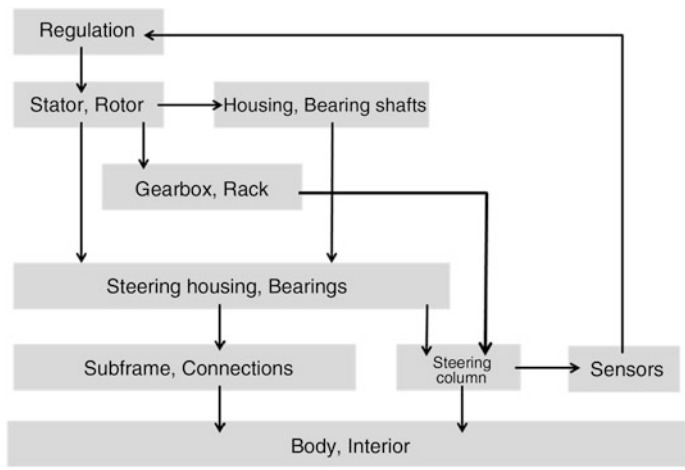 Regulation
Stator, Rotor
Housing, Bearing shafts
Gearbox, Rack
Steering housing, Bearings
Subframe, Connections
Steering
column
Sensors
Body, Interior